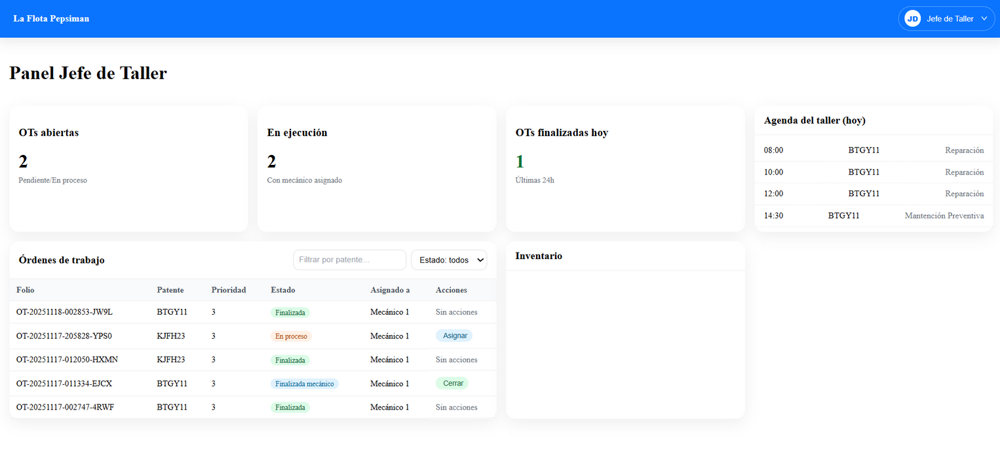 La Flota Pepsiman
JD Jefe de Taller
Panel Jefe de Taller
OTs abiertas
2
Pendiente/En proceso
En ejecución
2
Con mecánico asignado
OTs finalizadas hoy
1
Últimas 24h
Agenda del taller (hoy)
08:00 BTGY11 Reparación
10:00 BTGY11 Reparación
12:00 BTGY11 Reparación
14:30 BTGY11 Mantención Preventiva
Órdenes de trabajo
Filtrar por patente...
Estado: todos
Folio Patente Prioridad Estado Asignado a Acciones
OT-20251118-002853-JW9L BTGY11 3 Finalizada Mecánico 1 Sin acciones
OT-20251117-205828-YPS0 KJFH23 3 En proceso Mecánico 1 Asignar
OT-20251117-012050-HXMN KJFH23 3 Finalizada Mecánico 1 Sin acciones
OT-20251117-011334-EJCX BTGY11 3 Finalizada mecánico Mecánico 1 Cerrar
OT-20251117-002747-4RWF BTGY11 3 Finalizada Mecánico 1 Sin acciones
Inventario